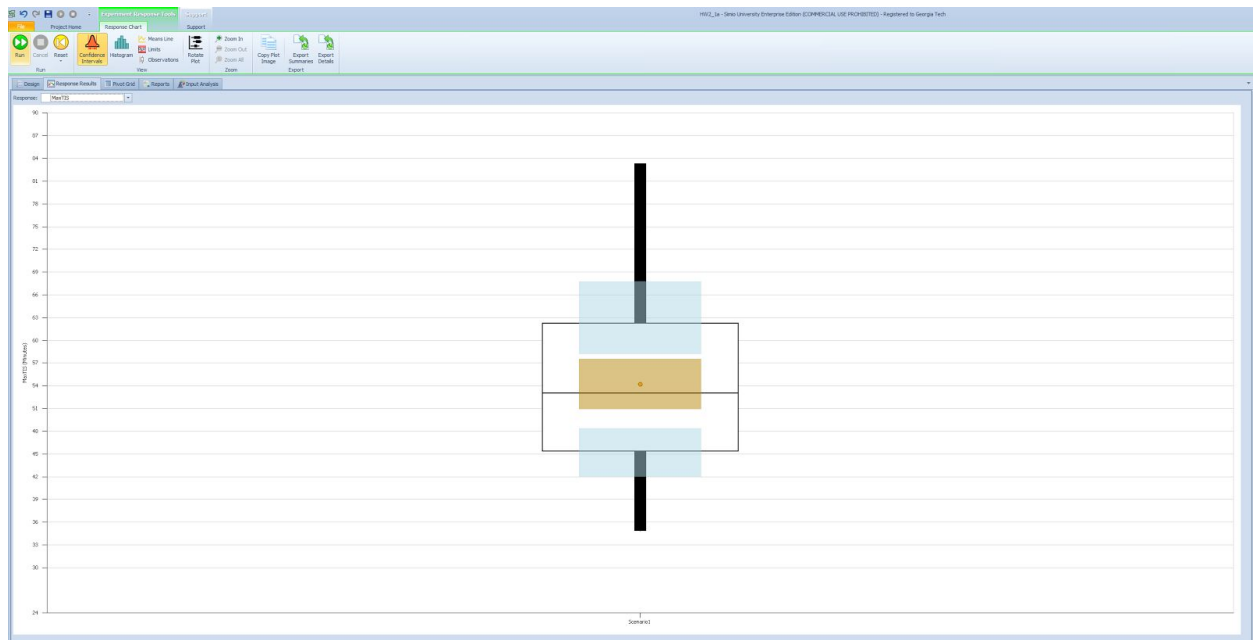 Experiment Response Tools Support HW2_1a - Simio University Enterprise Edition (COMMERCIAL USE PROHIBITED) - Registered to Georgia Tech
File Project Home Response Chart Support
Run Cancel Reset Confidence Intervals Histogram Means Line Limits Observations Rotate Plot Zoom In Zoom Out Zoom All Copy Plot Image Export Summaries Export Details
Run View Zoom Export
Design Response Results Pivot Grid Reports Input Analysis
Response: MaxTIS
90
87
84
81
78
75
72
69
66
63
60
57
54
51
48
45
42
39
36
33
30
24
MaxTIS (Minutes)
Scenario1